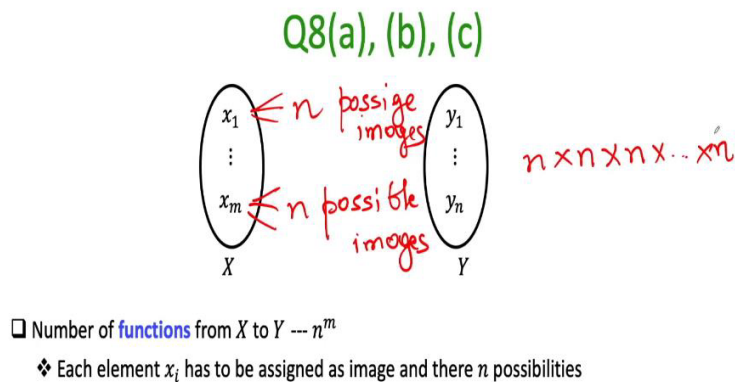 Q8(a), (b), (c)
x₁ n possige images y₁
⋮ ⋮ n×n×n×...×n
xₘ n possible images yₙ
X Y
❑ Number of functions from X to Y --- nᵐ
❖ Each element xᵢ has to be assigned as image and there n possibilities